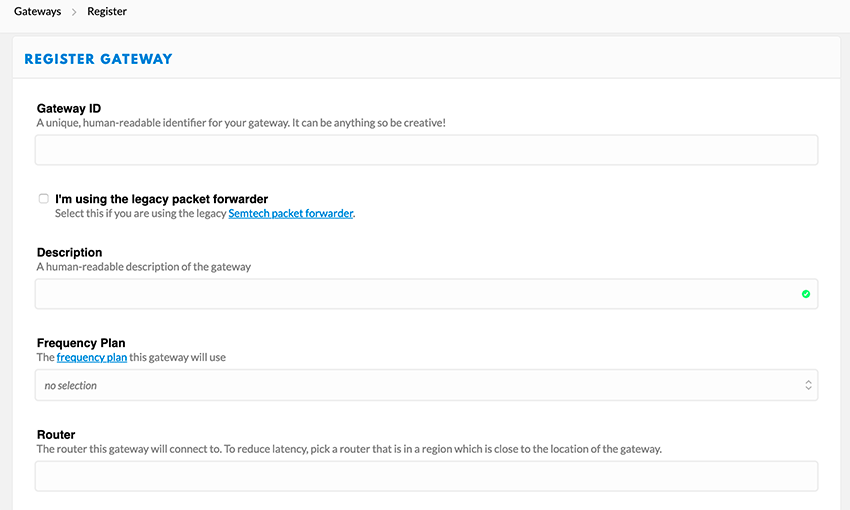 Gateways > Register
REGISTER GATEWAY
Gateway ID
A unique, human-readable identifier for your gateway. It can be anything so be creative!
I'm using the legacy packet forwarder
Select this if you are using the legacy Semtech packet forwarder.
Description
A human-readable description of the gateway
Frequency Plan
The frequency plan this gateway will use
no selection
Router
The router this gateway will connect to. To reduce latency, pick a router that is in a region which is close to the location of the gateway.